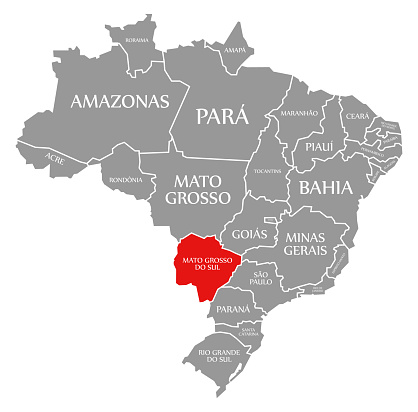 RORAIMA
AMAPÁ
AMAZONAS
PARÁ
MARANHÃO
CEARÁ
PIAUÍ
ACRE
RONDÔNIA
MATO
GROSSO
TOCANTINS
BAHIA
GOIÁS
MINAS
GERAIS
MATO GROSSO
DO SUL
SÃO
PAULO
PARANÁ
SANTA
CATARINA
RIO GRANDE
DO SUL